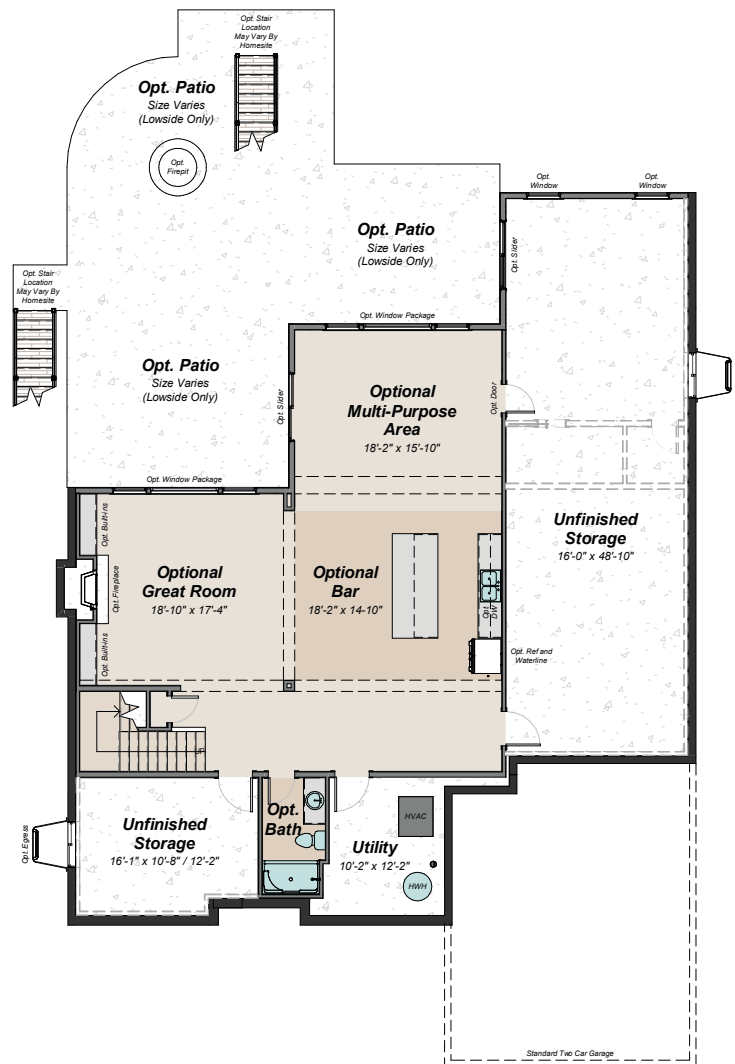 Opt. Stair
Location
May Vary By
Homesite
Opt. Patio
Size Varies
(Lowside Only)
Opt.
Firepit
Opt.
Window
Opt.
Window
Opt. Patio
Size Varies
(Lowside Only)
Opt. Slider
Opt. Stair
Location
May Vary By
Homesite
Opt. Window Package
Opt. Patio
Size Varies
(Lowside Only)
Opt. Slider
Optional
Multi-Purpose
Area
18'-2" x 15'-10"
Opt. Door
Opt. Window Package
Opt. Built-ins
Optional
Great Room
18'-10" x 17'-4"
Opt. Fireplace
Opt. Built-ins
Optional
Bar
18'-2" x 14-10"
Opt.
DW
Unfinished
Storage
16'-0" x 48'-10"
Opt. Ref and
Waterline
Opt. Egress
Unfinished
Storage
16'-1" x 10'-8" / 12'-2"
Opt.
Bath
HVAC
Utility
10'-2" x 12'-2"
HWH
Standard Two Car Garage